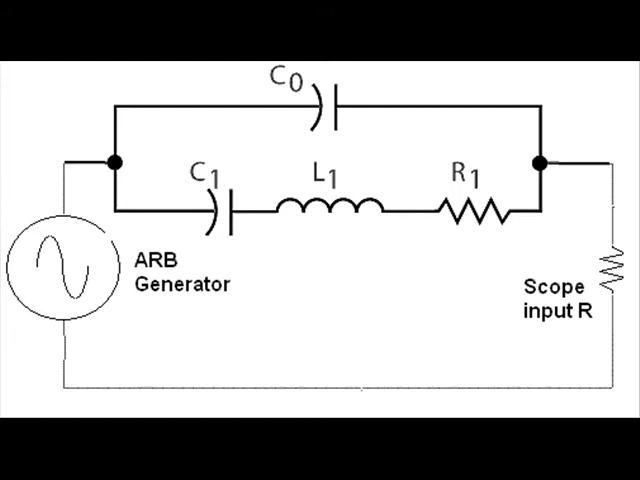 C0
C1
L1
R1
ARB
Generator
Scope
input R